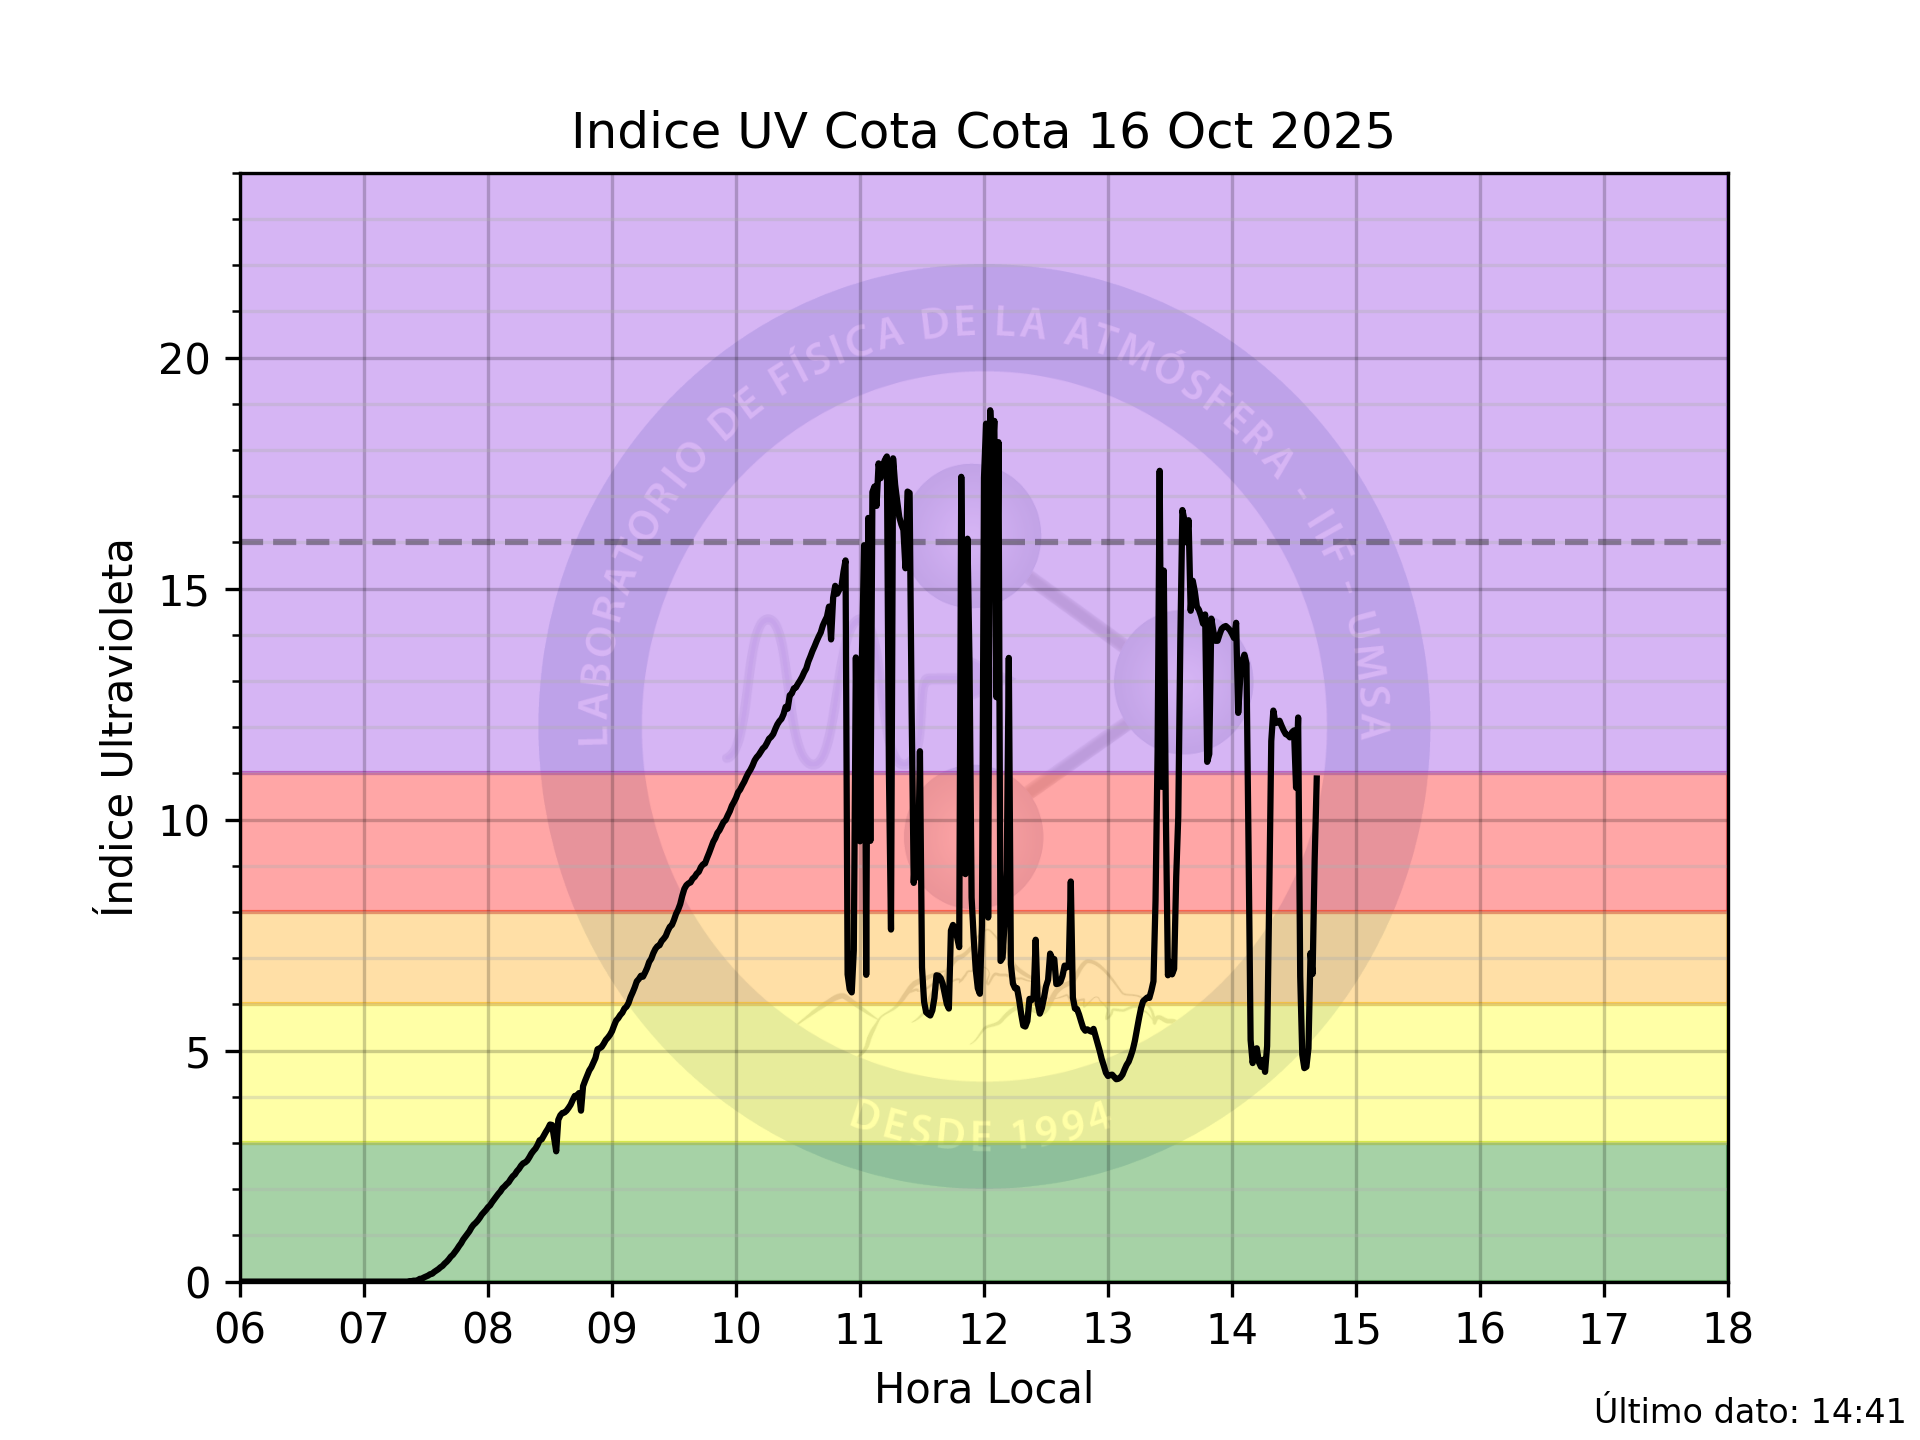 Indice UV Cota Cota 16 Oct 2025
Índice Ultravioleta
20
15
10
5
0
LABORATORIO DE FÍSICA DE LA ATMÓSFERA - IIF - UMSA
DESDE 1994
06 07 08 09 10 11 12 13 14 15 16 17 18
Hora Local
Último dato: 14:41